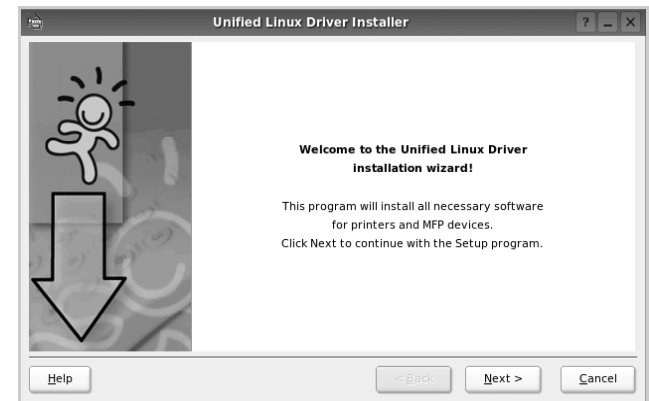 Unified Linux Driver Installer
? _ X
Welcome to the Unified Linux Driver
installation wizard!
This program will install all necessary software
for printers and MFP devices.
Click Next to continue with the Setup program.
Help
< Back
Next >
Cancel